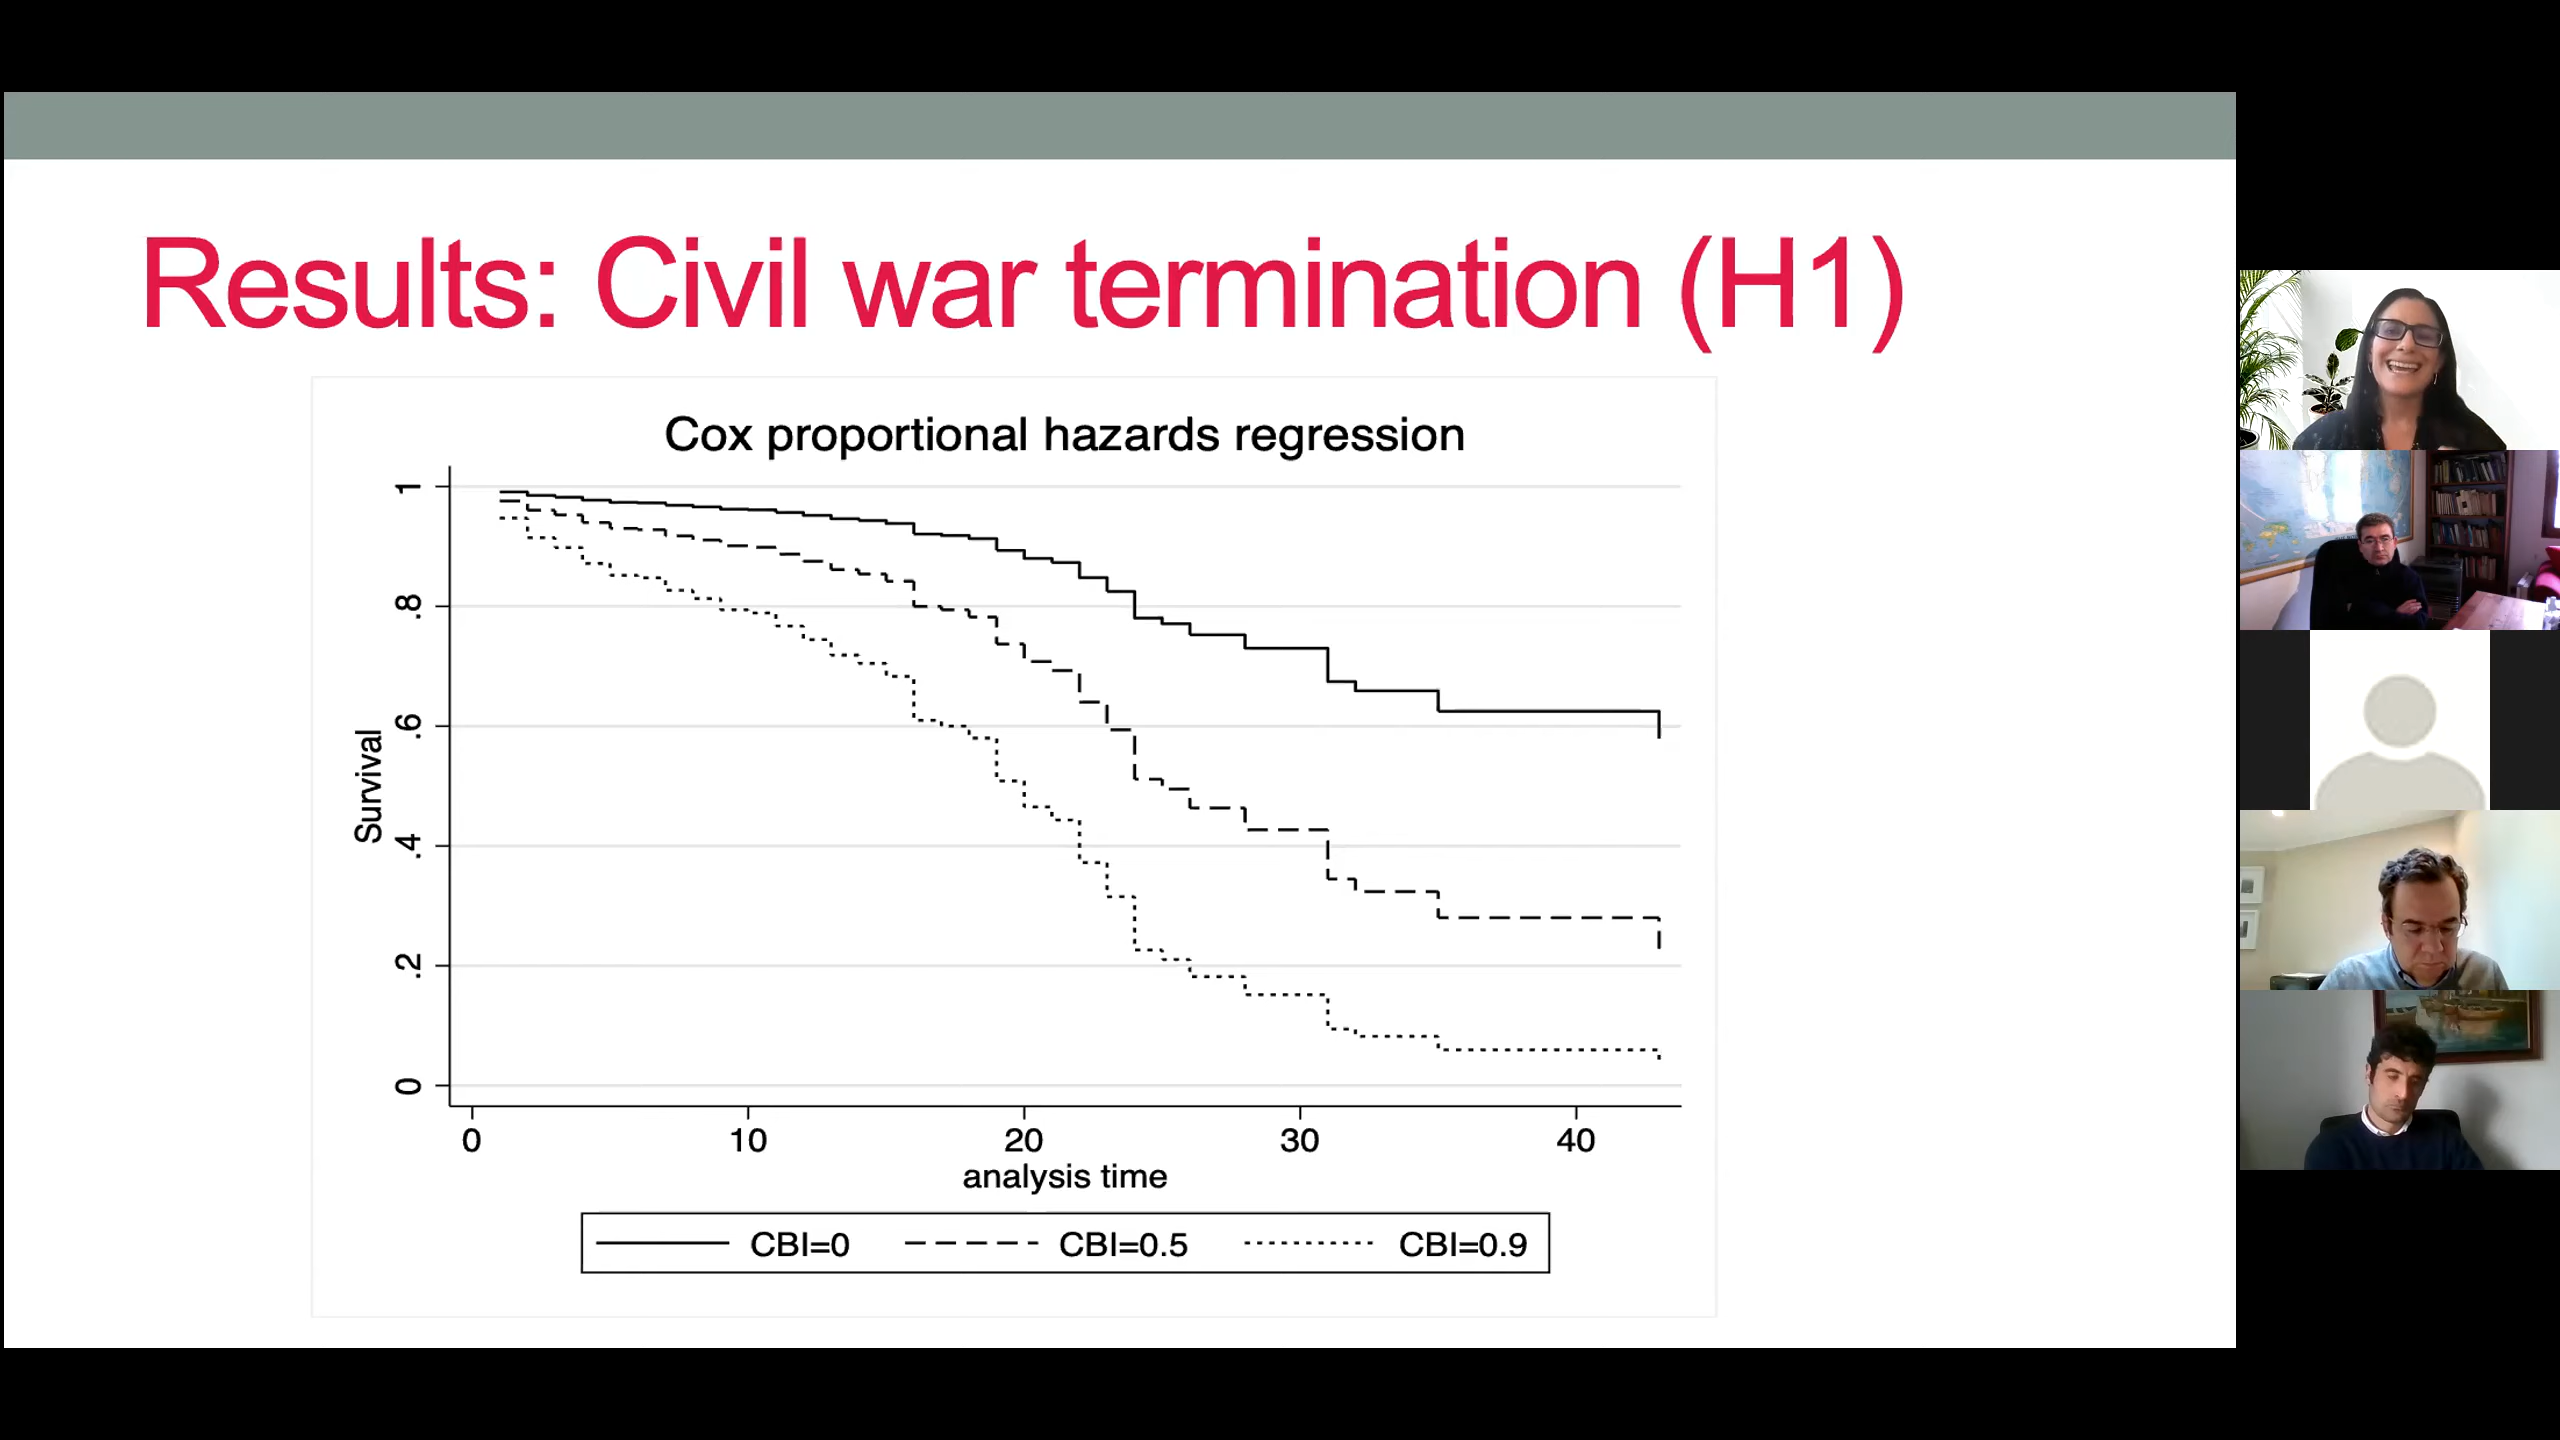 Results: Civil war termination (H1)
Cox proportional hazards regression
Survival
1
.8
.6
.4
.2
0
0 10 20 30 40
analysis time
CBI=0 CBI=0.5 CBI=0.9